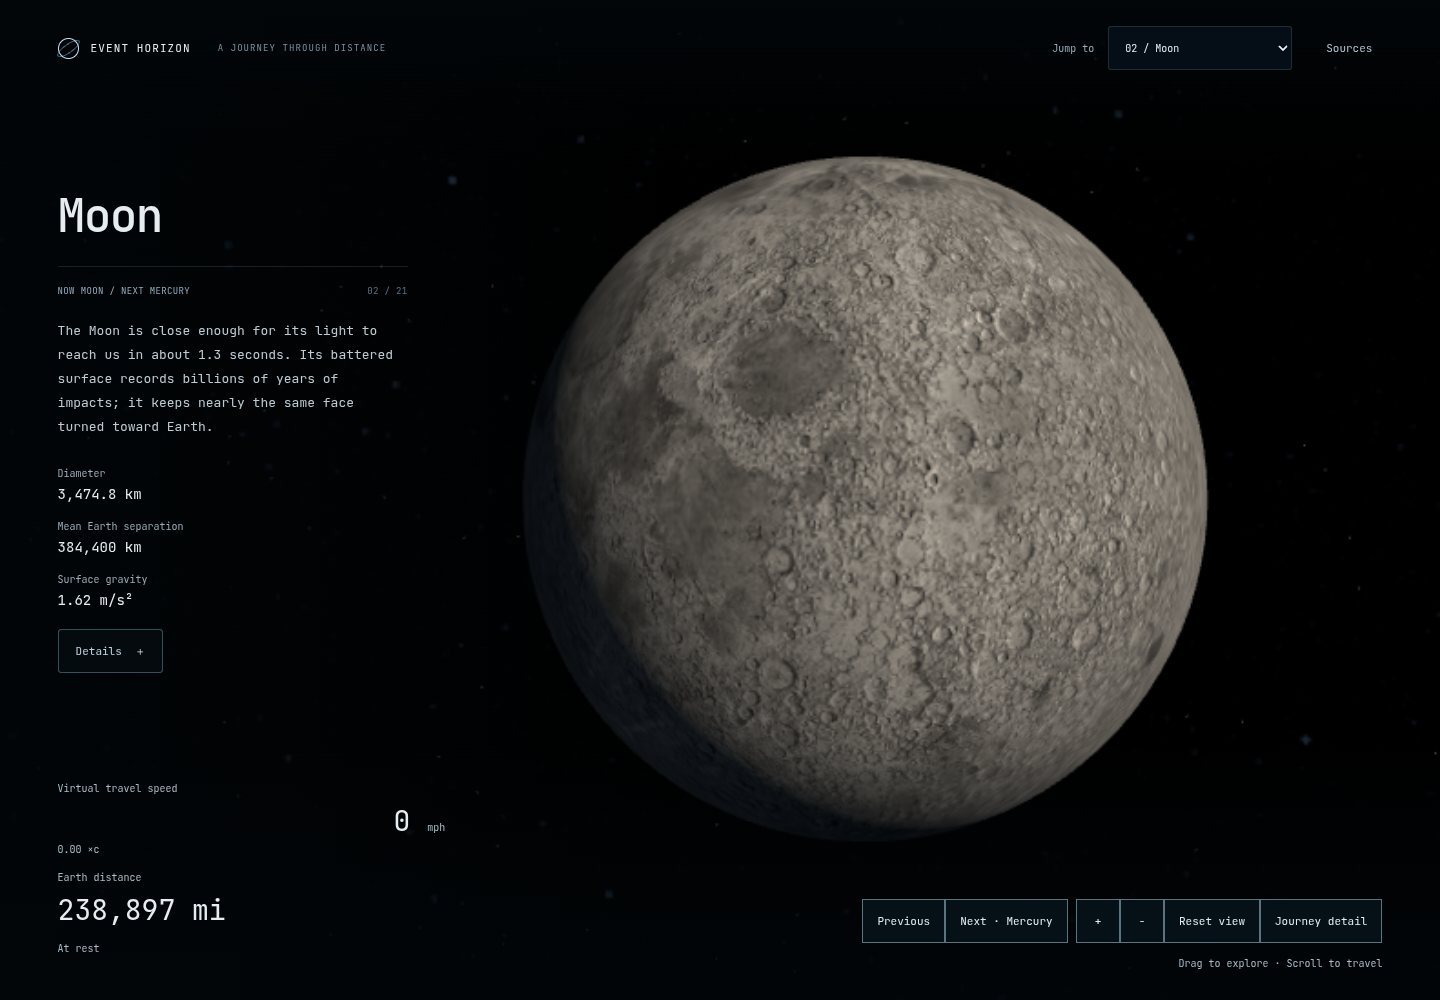 EVENT HORIZON
A JOURNEY THROUGH DISTANCE
Jump to
02 / Moon
Sources
Moon
NOW MOON / NEXT MERCURY
02 / 21
The Moon is close enough for its light to
reach us in about 1.3 seconds. Its battered
surface records billions of years of
impacts; it keeps nearly the same face
turned toward Earth.
Diameter
3,474.8 km
Mean Earth separation
384,400 km
Surface gravity
1.62 m/s²
Details +
Virtual travel speed
0 mph
0.00 ×c
Earth distance
238,897 mi
At rest
Previous
Next · Mercury
+
-
Reset view
Journey detail
Drag to explore · Scroll to travel